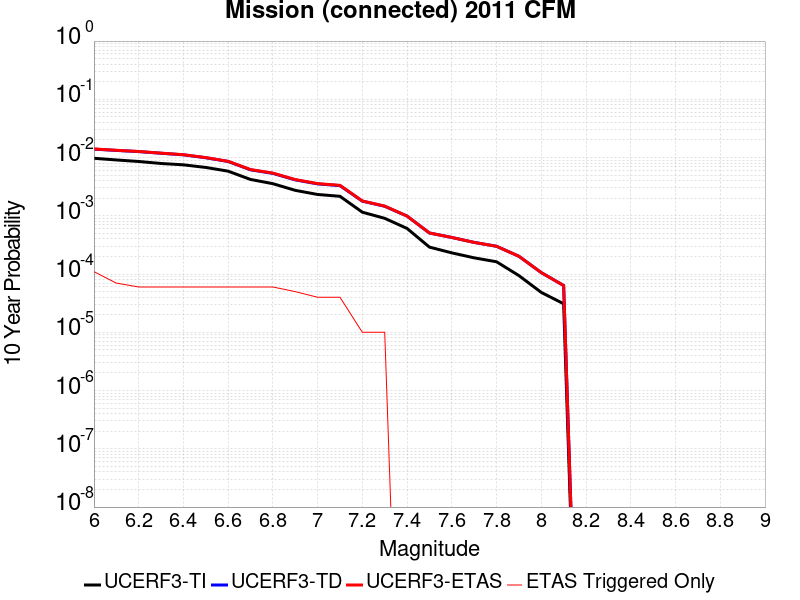 Mission (connected) 2011 CFM
10 0
10 -1
10 -2
10 -3
10 -4
10 -5
10 -6
10 -7
10 -8
10 Year Probability
6 6.2 6.4 6.6 6.8 7 7.2 7.4 7.6 7.8 8 8.2 8.4 8.6 8.8 9
Magnitude
UCERF3-TI UCERF3-TD UCERF3-ETAS ETAS Triggered Only